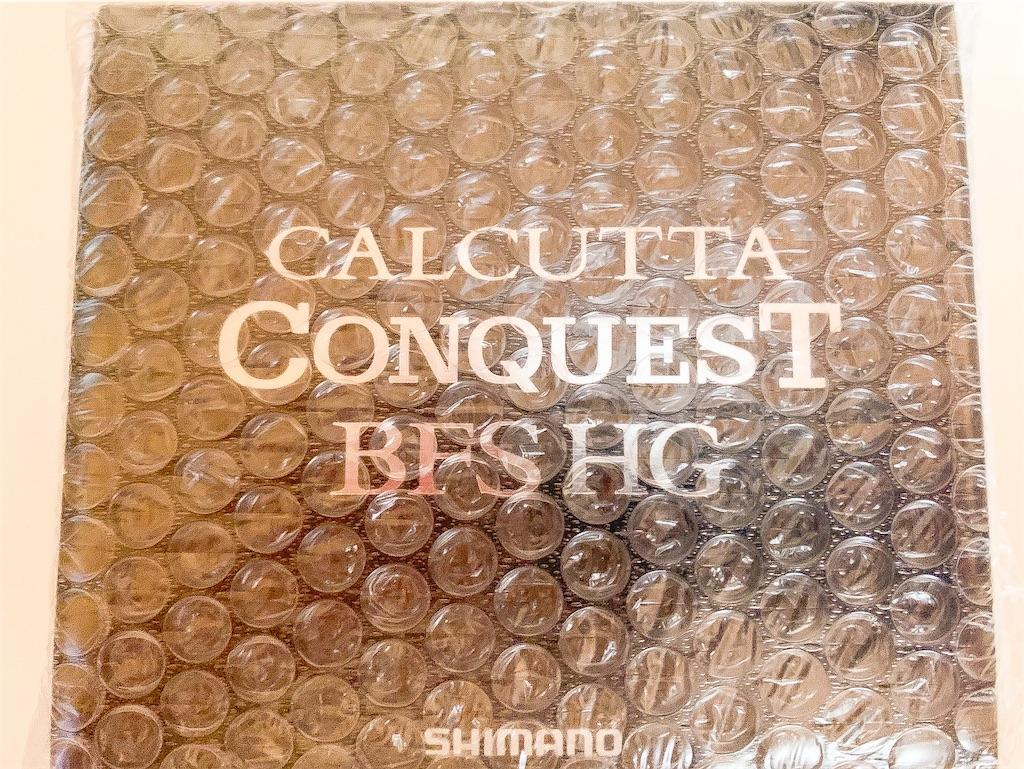 CALCUTTA
CONQUEST
BFS HG
SHIMANO